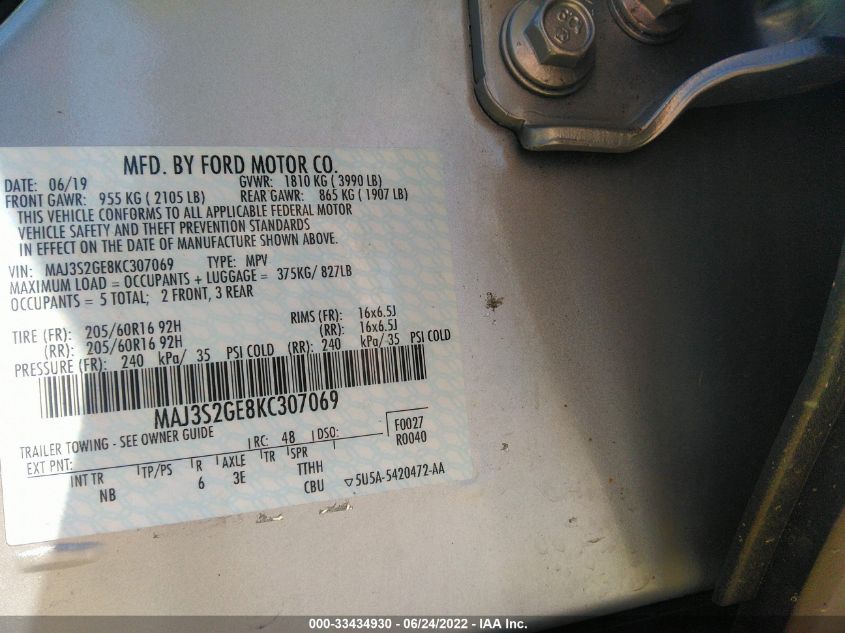 MFD. BY FORD MOTOR CO.
DATE: 06/19 GVWR: 1810 KG ( 3990 LB)
FRONT GAWR: 955 KG ( 2105 LB) REAR GAWR: 865 KG ( 1907 LB)
THIS VEHICLE CONFORMS TO ALL APPLICABLE FEDERAL MOTOR
VEHICLE SAFETY AND THEFT PREVENTION STANDARDS
IN EFFECT ON THE DATE OF MANUFACTURE SHOWN ABOVE.
VIN: MAJ3S2GE8KC307069 TYPE: MPV
MAXIMUM LOAD = OCCUPANTS + LUGGAGE = 375KG/ 827LB
OCCUPANTS = 5 TOTAL; 2 FRONT, 3 REAR
TIRE (FR): 205/60R16 92H RIMS (FR): 16x6.5J
(RR): 205/60R16 92H (RR): 16x6.5J
PRESSURE (FR): 240 kPa/ 35 PSI COLD (RR): 240 kPa/ 35 PSI COLD
MAJ3S2GE8KC307069
TRAILER TOWING - SEE OWNER GUIDE F0027
EXT PNT: RC: 48 DSO: R0040
INT TR TP/PS R AXLE TR SPR
NB 6 3E TTHH
CBU ▽5U5A-5420472-AA
000-33434930 - 06/24/2022 - IAA Inc.